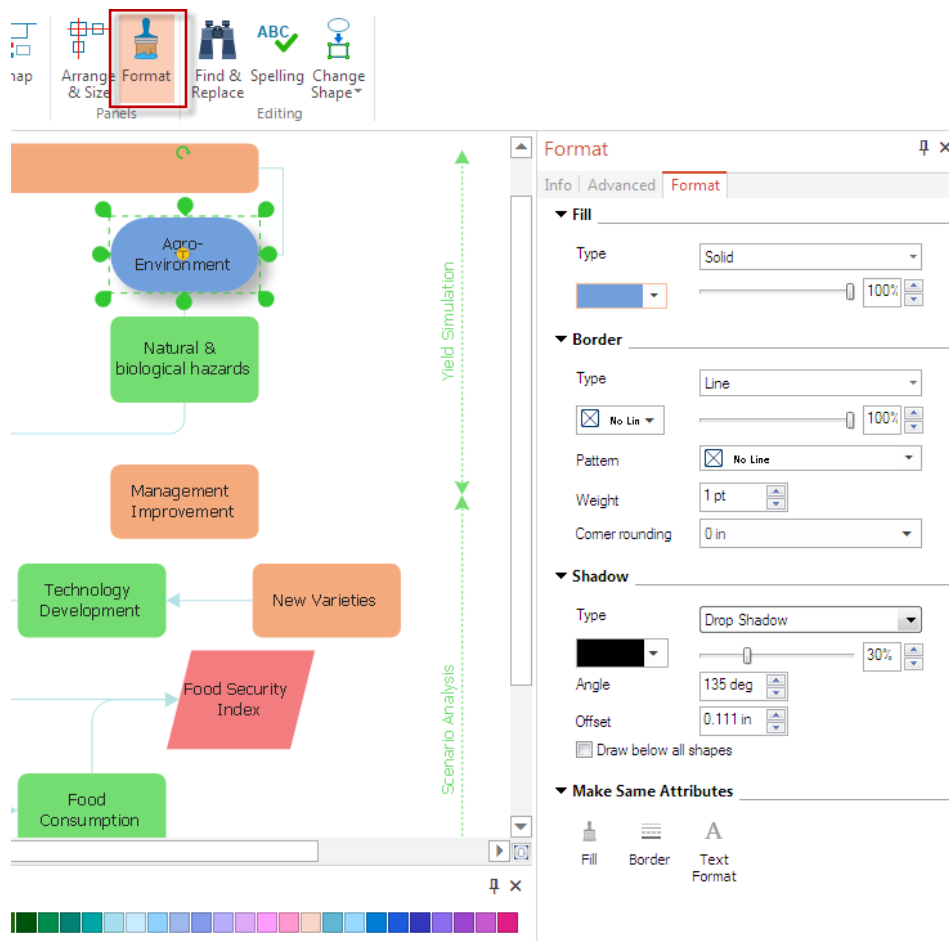 ABC
Arrange
& Size
Format
Find &
Replace
Spelling
Change
Shape
Panels
Editing
Agro-
Environment
Natural &
biological hazards
Yield Simulation
Management
Improvement
Technology
Development
New Varieties
Food Security
Index
Scenario Analysis
Food
Consumption
Format
Info Advanced Format
Fill
Type Solid
100%
Border
Type Line
No Lin 100%
Pattern No Line
Weight 1 pt
Corner rounding 0 in
Shadow
Type Drop Shadow
30%
Angle 135 deg
Offset 0.111 in
Draw below all shapes
Make Same Attributes
A
Fill Border Text
Format